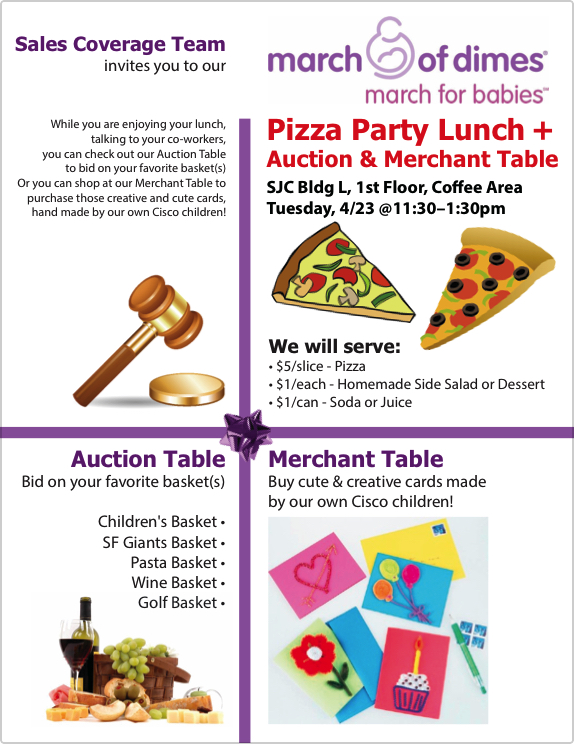 Sales Coverage Team
invites you to our
march of dimes®
march for babies℠
While you are enjoying your lunch,
talking to your co-workers,
you can check out our Auction Table
to bid on your favorite basket(s)
Or you can shop at our Merchant Table to
purchase those creative and cute cards,
hand made by our own Cisco children!
Pizza Party Lunch +
Auction & Merchant Table
SJC Bldg L, 1st Floor, Coffee Area
Tuesday, 4/23 @11:30–1:30pm
We will serve:
• $5/slice - Pizza
• $1/each - Homemade Side Salad or Dessert
• $1/can - Soda or Juice
Auction Table
Bid on your favorite basket(s)
Children's Basket •
SF Giants Basket •
Pasta Basket •
Wine Basket •
Golf Basket •
Merchant Table
Buy cute & creative cards made
by our own Cisco children!